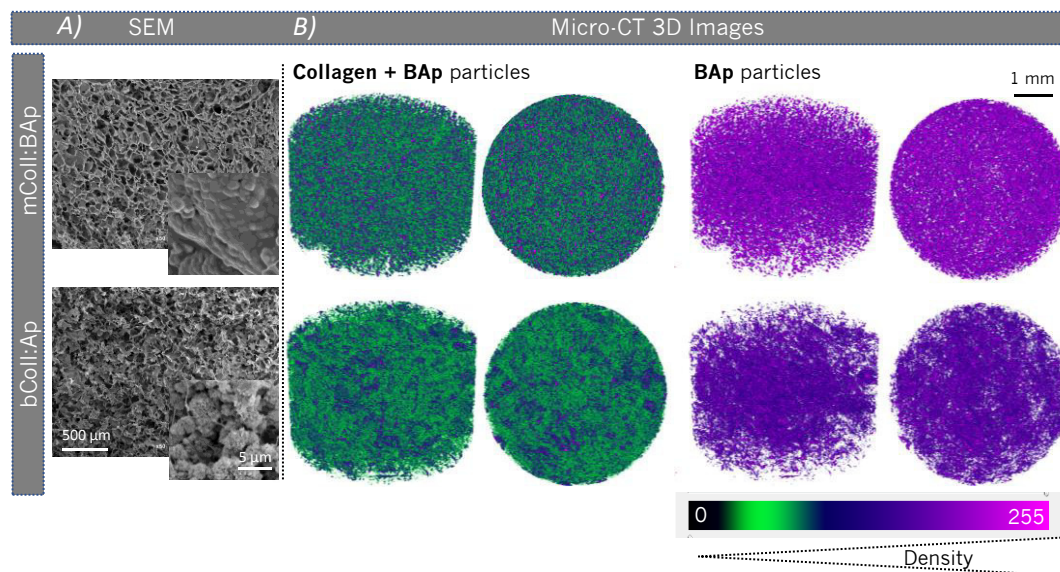 A) SEM
B) Micro-CT 3D Images
mColl:BAp
bColl:Ap
Collagen + BAp particles
BAp particles
1 mm
500 µm
5 µm
0
255
Density